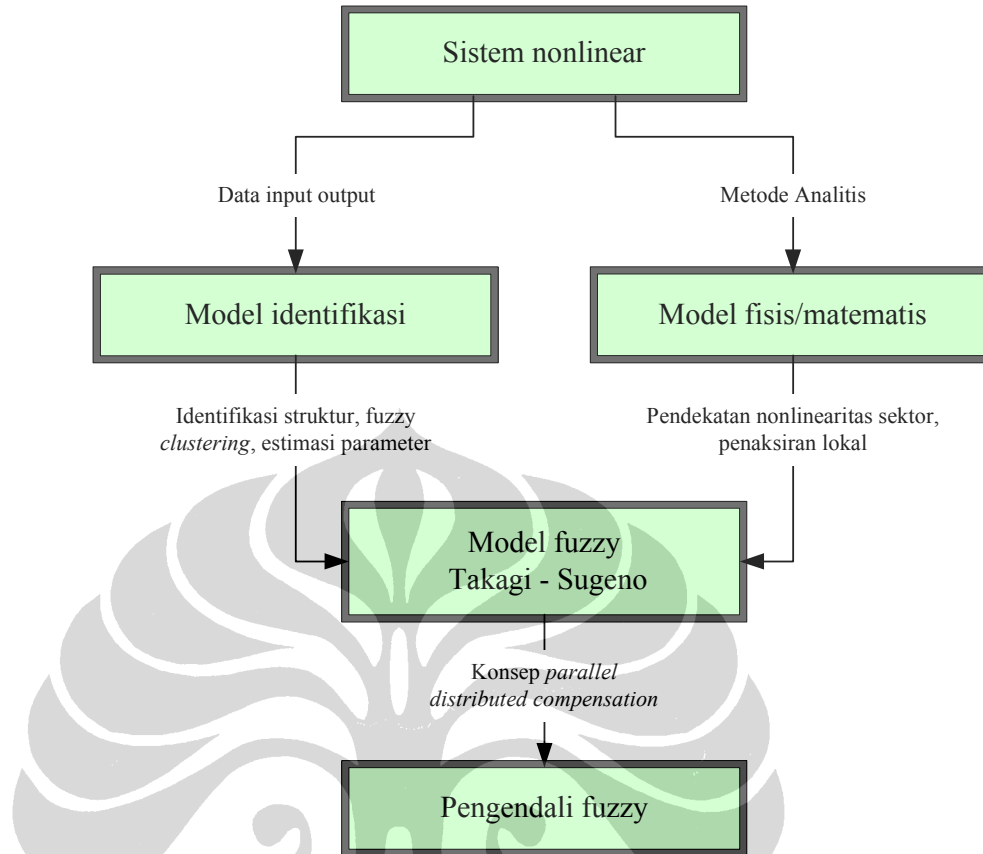 Sistem nonlinear
Data input output
Metode Analitis
Model identifikasi
Model fisis/matematis
Identifikasi struktur, fuzzy
clustering, estimasi parameter
Pendekatan nonlinearitas sektor,
penaksiran lokal
Model fuzzy
Takagi - Sugeno
Konsep parallel
distributed compensation
Pengendali fuzzy